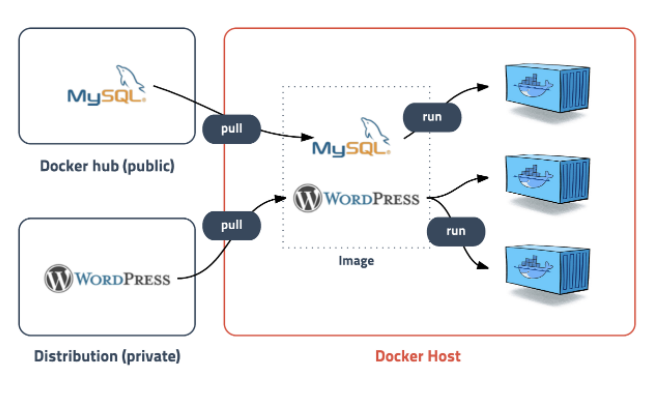 MySQL®
pull
Docker hub (public)
MySQL®
run
WORDPRESS
pull
run
Image
WORDPRESS
Distribution (private)
Docker Host